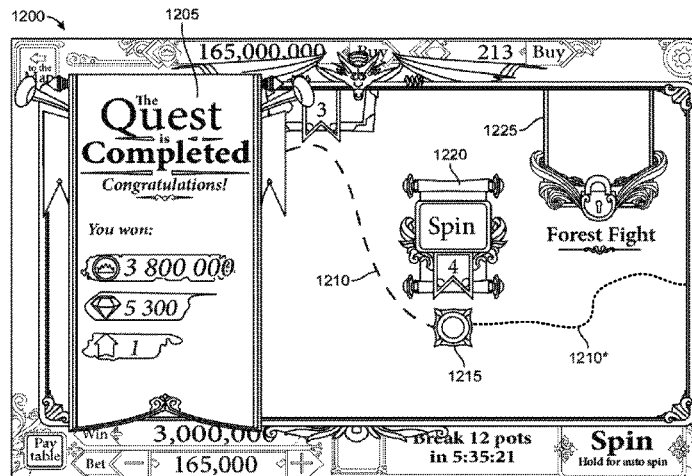 1200
1205
to the
Map
165,000,000 Buy
213 Buy
The
Quest
is
Completed
Congratulations!
You won:
3 800 000
5 300
1
3
1225
1220
Spin
4
Forest Fight
1210
1215
1210*
Pay
table
Win 3,000,000
Bet 165,000
Break 12 pots
in 5:35:21
Spin
Hold for auto spin